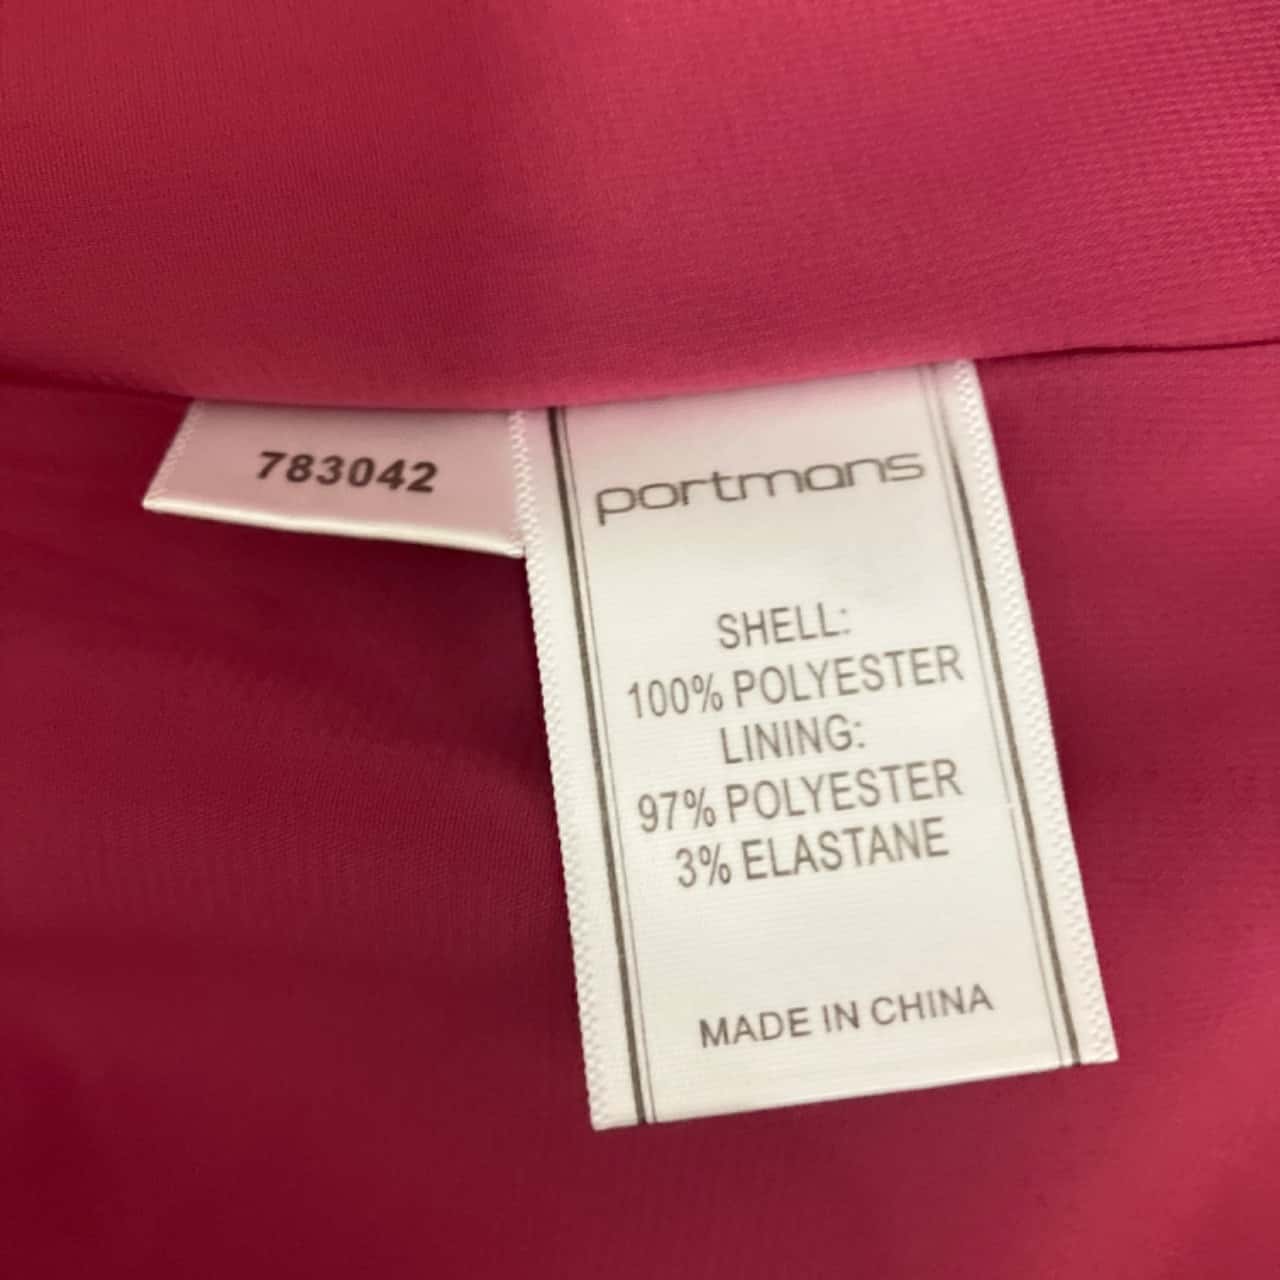 783042
portmans
SHELL:
100% POLYESTER
LINING:
97% POLYESTER
3% ELASTANE
MADE IN CHINA